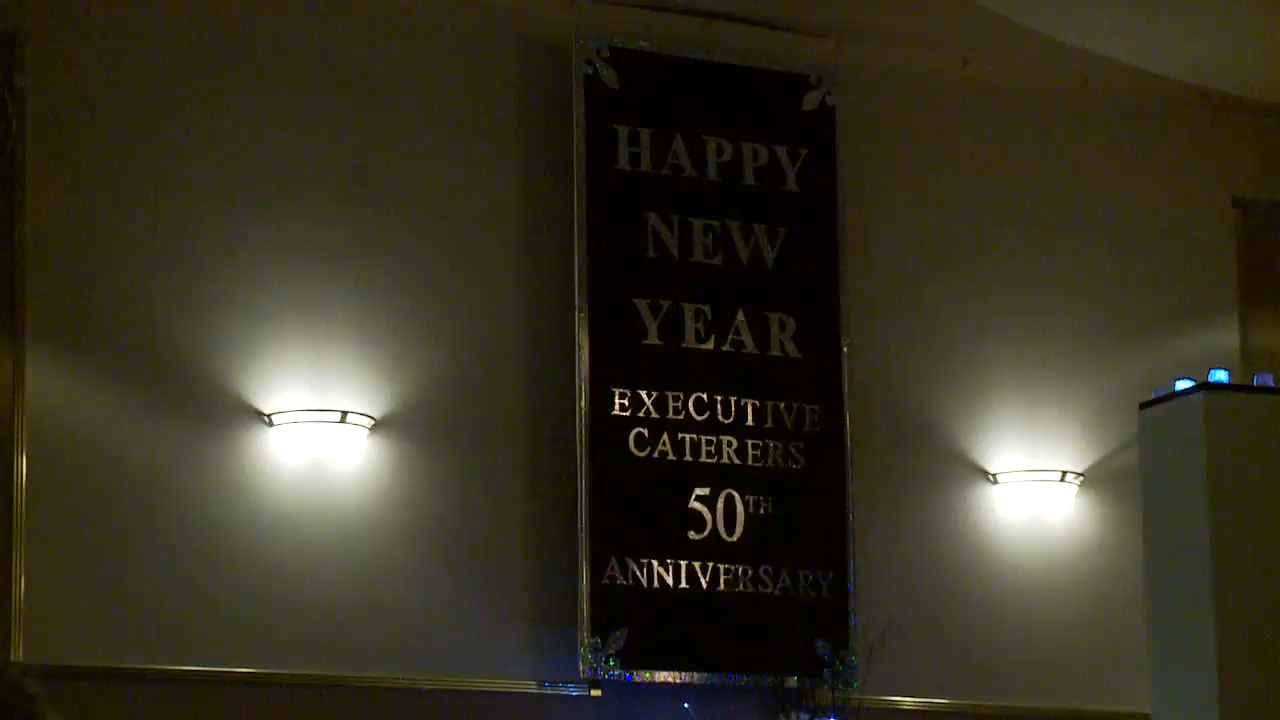 HAPPY
NEW
YEAR
EXECUTIVE
CATERERS
50TH
ANNIVERSARY